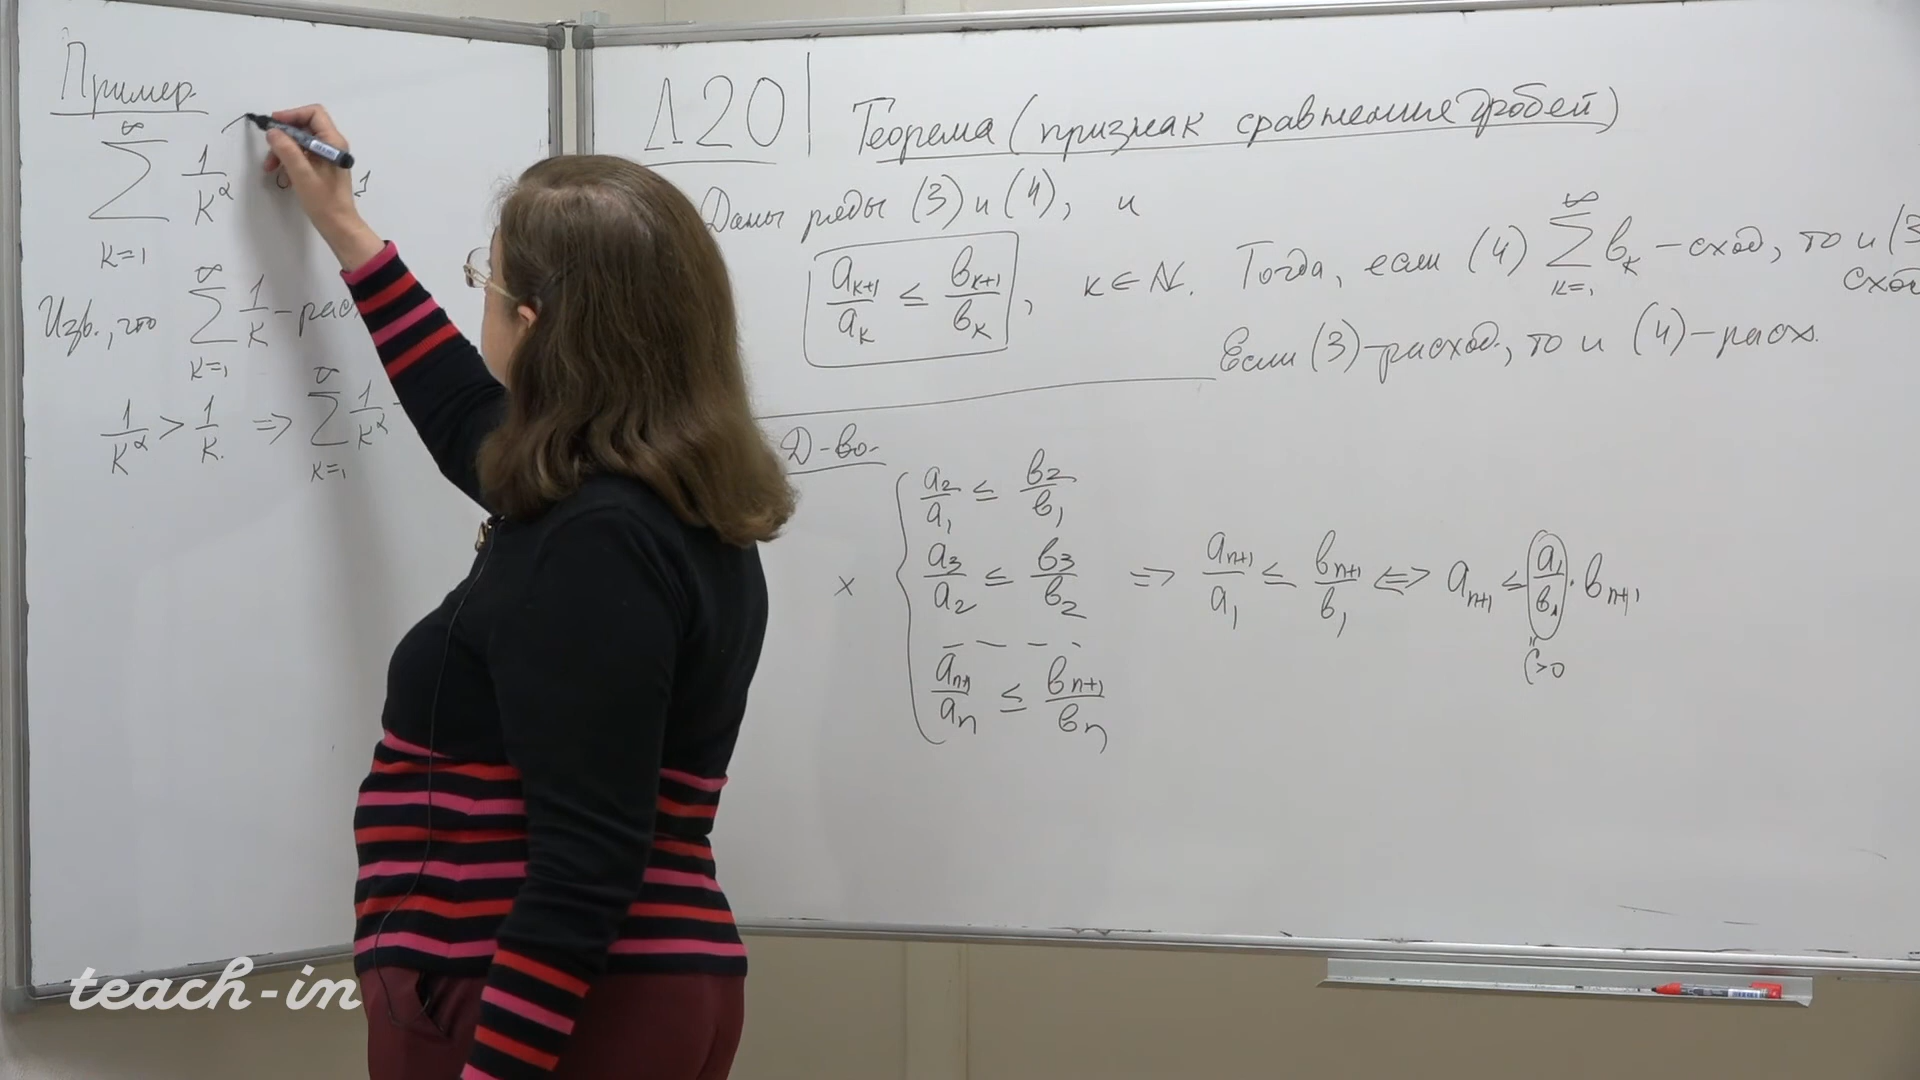 Пример.
∑_{k=1}^{∞} 1/k^α
1
Изв., что ∑_{k=1}^{∞} 1/k - расх
1/k^α > 1/k. => ∑_{k=1}^{∞} 1/k^α -
Л20
Теорема (признак сравнения дробей)
Даны ряды (3) и (4), и
a_{k+1}/a_k ≤ b_{k+1}/b_k, k ∈ N. Тогда, если (4) ∑_{k=1}^{∞} b_k - сход, то и (3
сход
Если (3)-расход., то и (4)-расх.
Д-во.
a_2/a_1 ≤ b_2/b_1
× a_3/a_2 ≤ b_3/b_2 => a_{n+1}/a_1 ≤ b_{n+1}/b_1 <=> a_{n+1} ≤ a_1/b_1 · b_{n+1},
" C>0
a_{n+1}/a_n ≤ b_{n+1}/b_n
teach-in